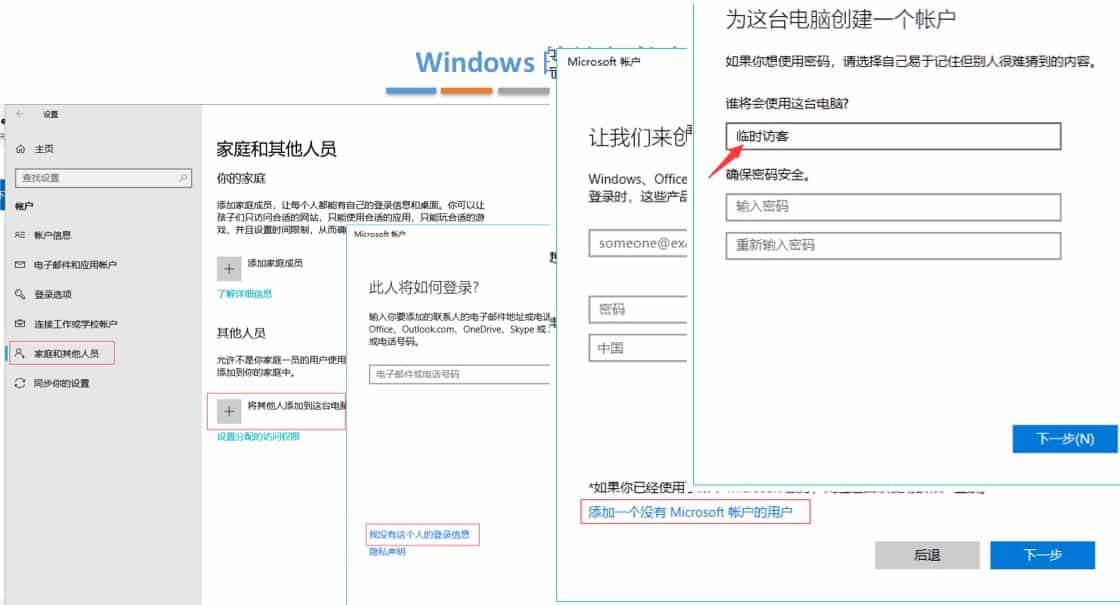 Windows
设置
主页
查找设置
帐户
帐户信息
电子邮件和应用帐户
登录选项
连接工作或学校帐户
家庭和其他人员
同步你的设置
家庭和其他人员
你的家庭
添加家庭成员，让每个人都能有自己的登录信息和桌面。你可以让
孩子们只访问合适的网站，只能使用合适的应用，只能玩合适的游
戏，并且设置时间限制，从而确
添加家庭成员
了解详细信息
其他人员
允许不是你家庭一员的用户使用
添加到你的家庭中。
将其他人添加到这台电脑
设置分配的访问权限
Microsoft 帐户
此人将如何登录?
输入你要添加的联系人的电子邮件地址或电话
Office、Outlook.com、OneDrive、Skype 或
或电话号码。
电子邮件或电话号码
我没有这个人的登录信息
隐私声明
Microsoft 帐户
让我们来创
Windows、Office
登录时，这些产品
someone@exa
密码
中国
*如果你已经使用
添加一个没有 Microsoft 帐户的用户
后退
下一步
为这台电脑创建一个帐户
如果你想使用密码，请选择自己易于记住但别人很难猜到的内容。
谁将会使用这台电脑?
临时访客
确保密码安全。
输入密码
重新输入密码
下一步(N)